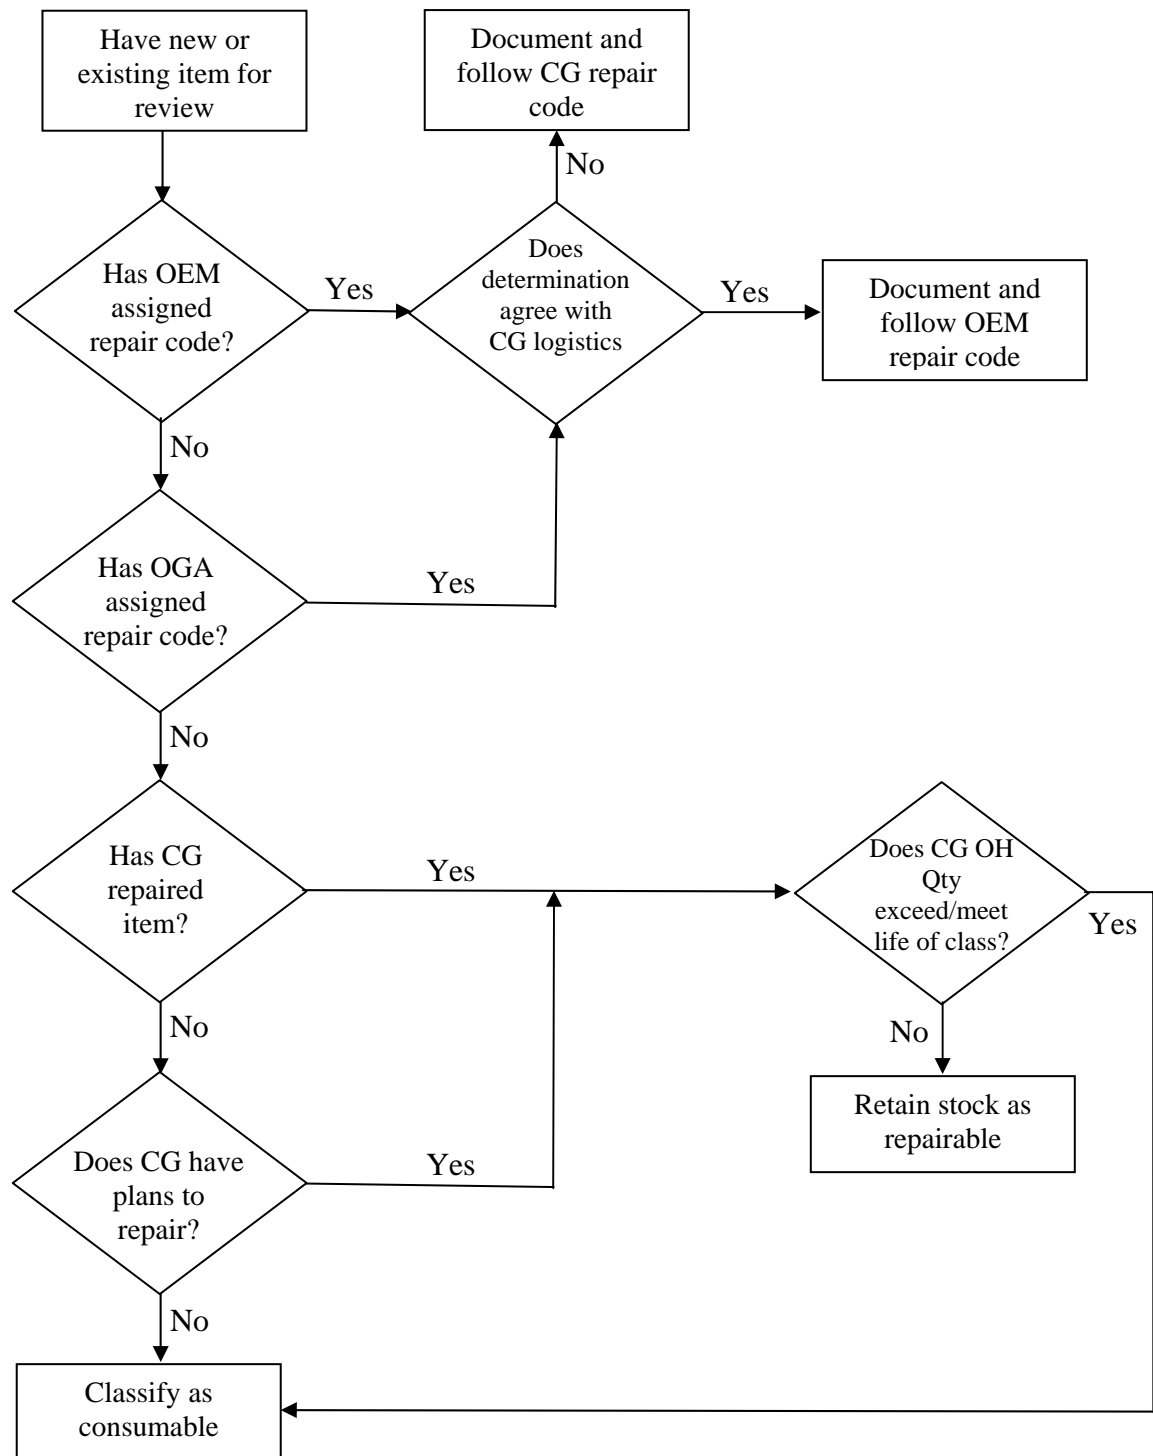 Have new or
existing item for
review
Document and
follow CG repair
code
No
Has OEM
assigned
repair code?
Yes
Does
determination
agree with
CG logistics
Yes
Document and
follow OEM
repair code
No
Has OGA
assigned
repair code?
Yes
No
Has CG
repaired
item?
Yes
Does CG OH
Qty
exceed/meet
life of class?
Yes
No
No
Retain stock as
repairable
Does CG have
plans to
repair?
Yes
No
Classify as
consumable